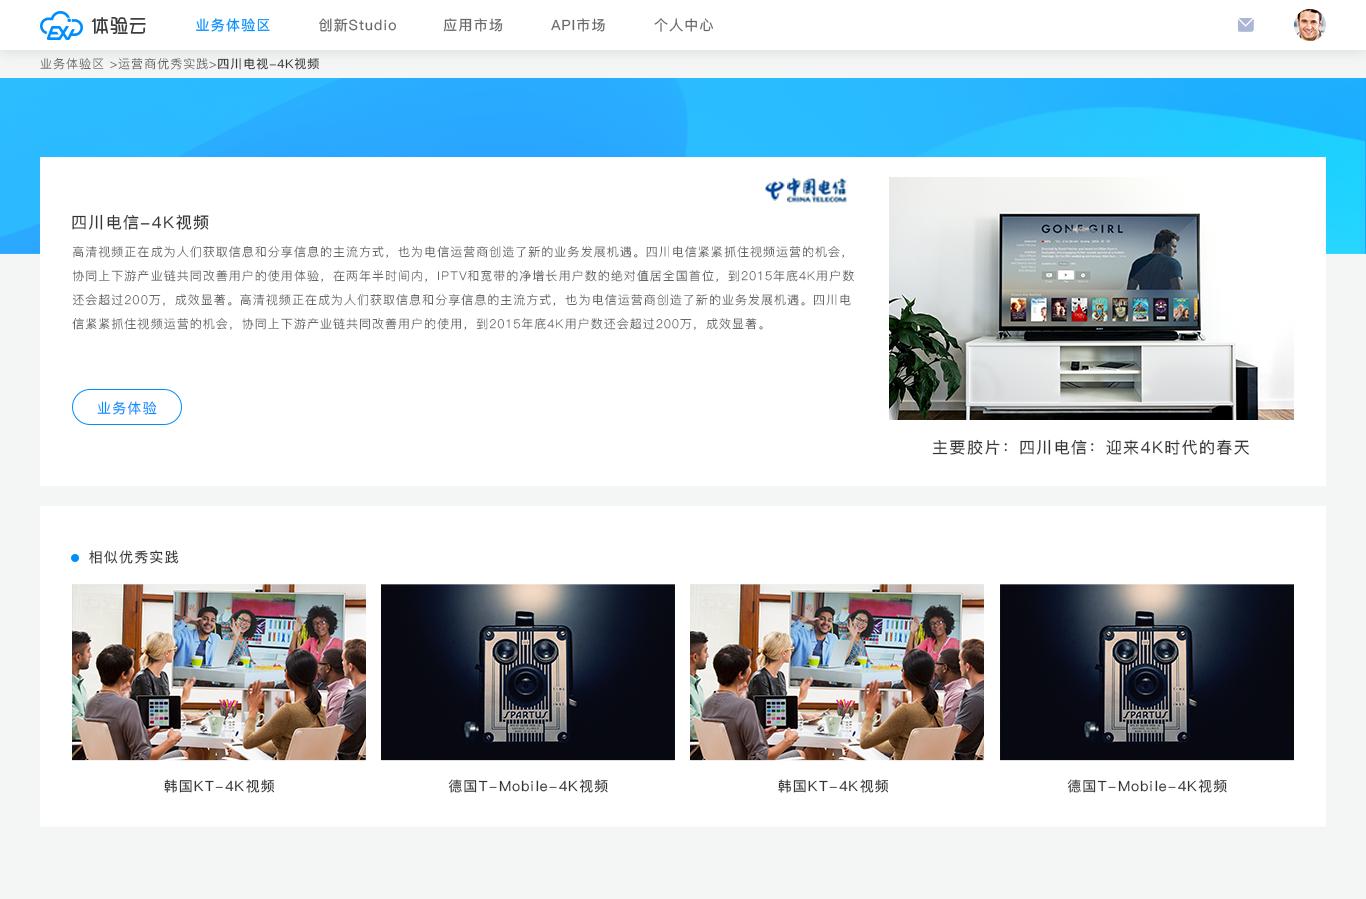 EXP 体验云 业务体验区 创新Studio 应用市场 API市场 个人中心
业务体验区 >运营商优秀实践>四川电视-4K视频
中国电信
CHINA TELECOM
四川电信-4K视频
高清视频正在成为人们获取信息和分享信息的主流方式，也为电信运营商创造了新的业务发展机遇。四川电信紧紧抓住视频运营的机会，
协同上下游产业链共同改善用户的使用体验，在两年半时间内，IPTV和宽带的净增长用户数的绝对值居全国首位，到2015年底4K用户数
还会超过200万，成效显著。高清视频正在成为人们获取信息和分享信息的主流方式，也为电信运营商创造了新的业务发展机遇。四川电
信紧紧抓住视频运营的机会，协同上下游产业链共同改善用户的使用，到2015年底4K用户数还会超过200万，成效显著。
业务体验
GONE GIRL
主要胶片：四川电信：迎来4K时代的春天
相似优秀实践
SPARTUS
SPARTUS
韩国KT-4K视频
德国T-Mobile-4K视频
韩国KT-4K视频
德国T-Mobile-4K视频